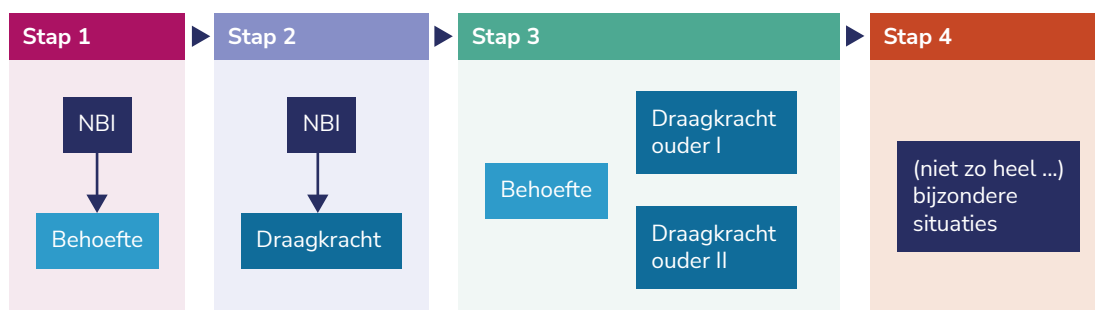 Stap 1
NBI
Behoefte
Stap 2
NBI
Draagkracht
Stap 3
Behoefte
Draagkracht
ouder I
Draagkracht
ouder II
Stap 4
(niet zo heel ...)
bijzondere
situaties